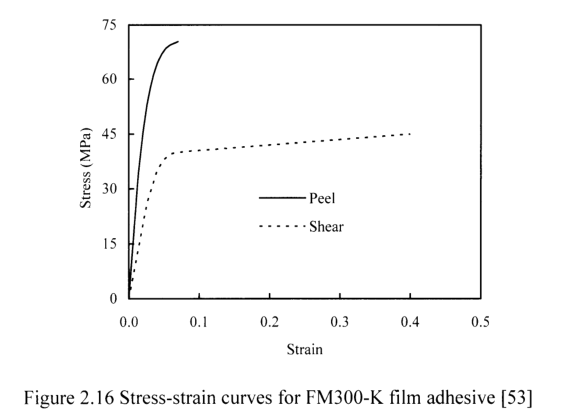 75
60
45
30
15
0
Stress (MPa)
Peel
Shear
0.0 0.1 0.2 0.3 0.4 0.5
Strain
Figure 2.16 Stress-strain curves for FM300-K film adhesive [53]